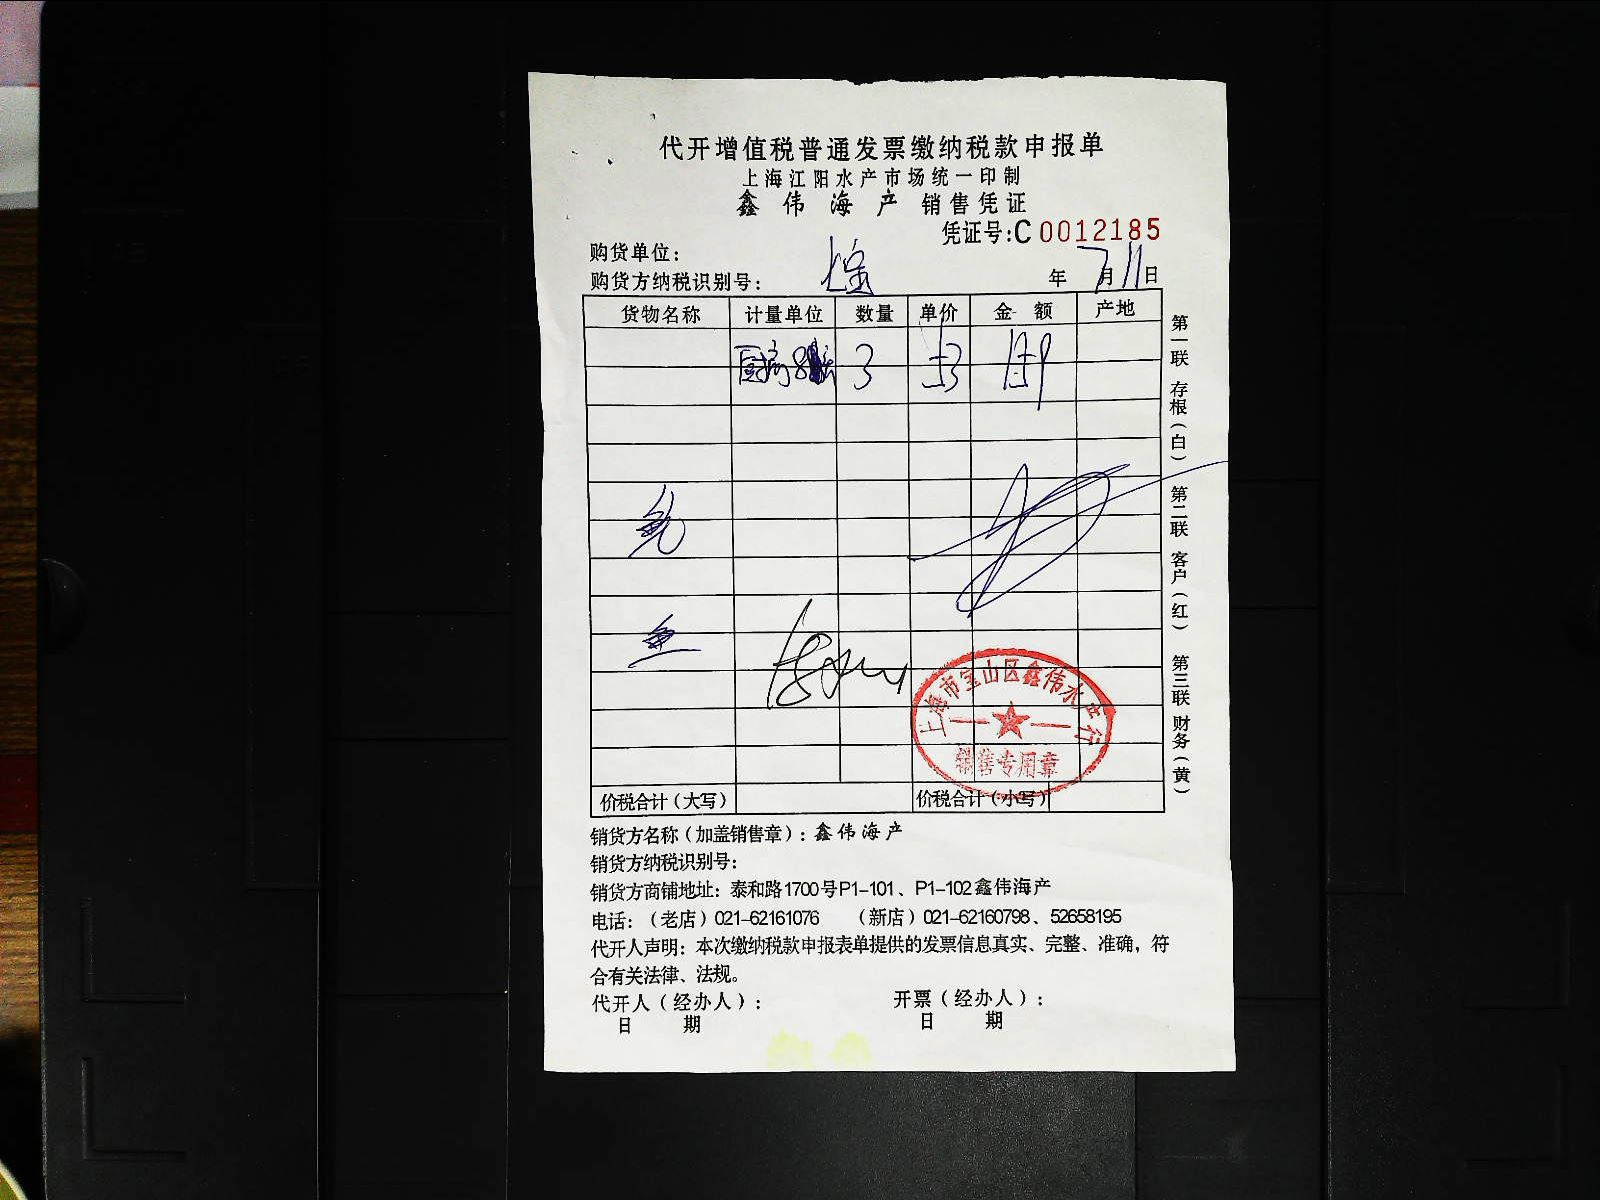 代开增值税普通发票缴纳税款申报单
上海江阳水产市场统一印制
鑫伟海产 销售凭证
凭证号:C 0012185
购货单位:
购货方纳税识别号: 年 7月11日
货物名称 计量单位 数量 单价 金额 产地
3
价税合计(大写) 价税合计(小写)
上海市宝山区鑫伟水产行
销售专用章
第一联 存根(白) 第二联 客户(红) 第三联 财务(黄)
销货方名称(加盖销售章): 鑫伟海产
销货方纳税识别号:
销货方商铺地址: 泰和路1700号P1-101、P1-102鑫伟海产
电话: (老店)021-62161076 (新店)021-62160798、52658195
代开人声明: 本次缴纳税款申报表单提供的发票信息真实、完整、准确, 符
合有关法律、法规。
代开人(经办人): 开票(经办人):
日 期 日 期